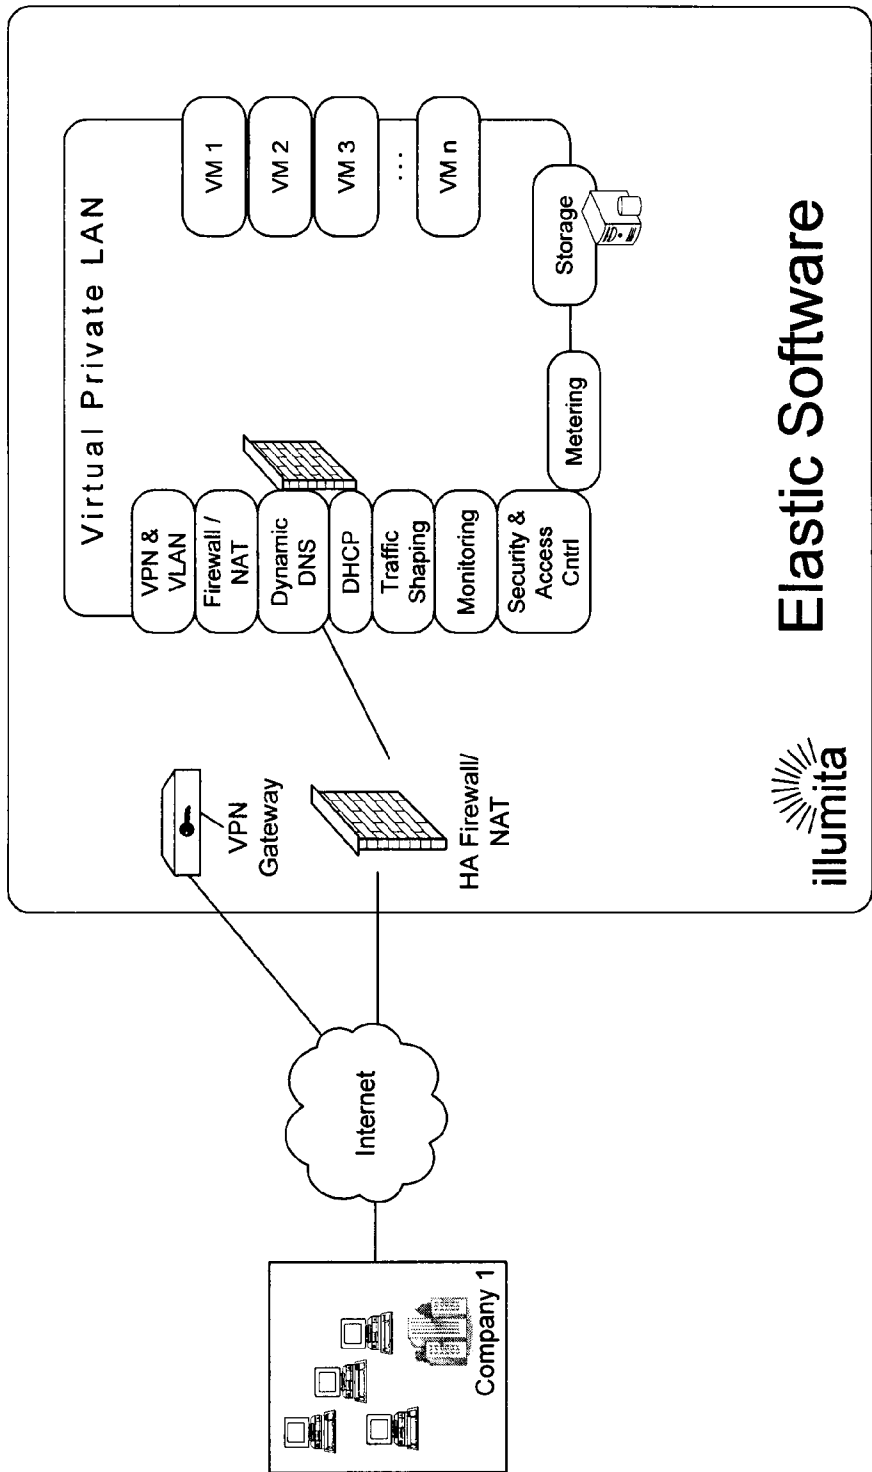 Company 1
Internet
VPN
Gateway
HA Firewall/
NAT
Virtual Private LAN
VPN &
VLAN
Firewall /
NAT
Dynamic
DNS
DHCP
Traffic
Shaping
Monitoring
Security &
Access
Cntrl
Metering
Storage
VM 1
VM 2
VM 3
...
VM n
illumita
Elastic Software